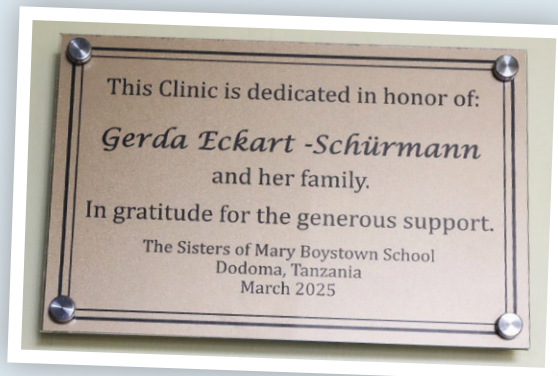 This Clinic is dedicated in honor of:
Gerda Eckart -Schürmann
and her family.
In gratitude for the generous support.
The Sisters of Mary Boystown School
Dodoma, Tanzania
March 2025